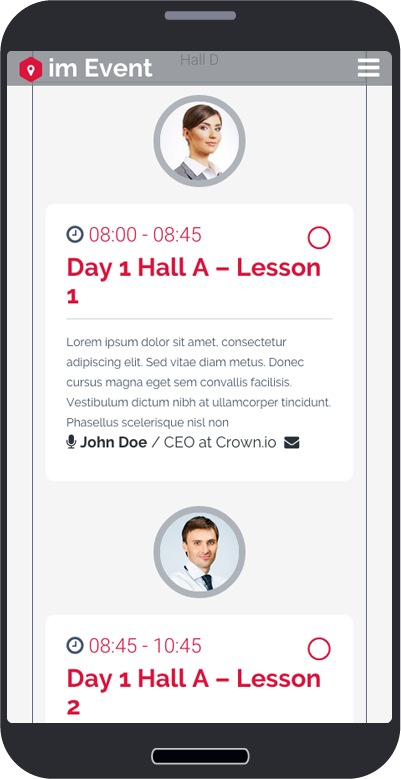 Hall D
im Event
08:00 - 08:45
Day 1 Hall A – Lesson
1
Lorem ipsum dolor sit amet, consectetur
adipiscing elit. Sed vitae diam metus. Donec
cursus magna eget sem convallis facilisis.
Vestibulum dictum nibh at ullamcorper tincidunt.
Phasellus scelerisque nisl non
John Doe / CEO at Crown.io
08:45 - 10:45
Day 1 Hall A – Lesson
2